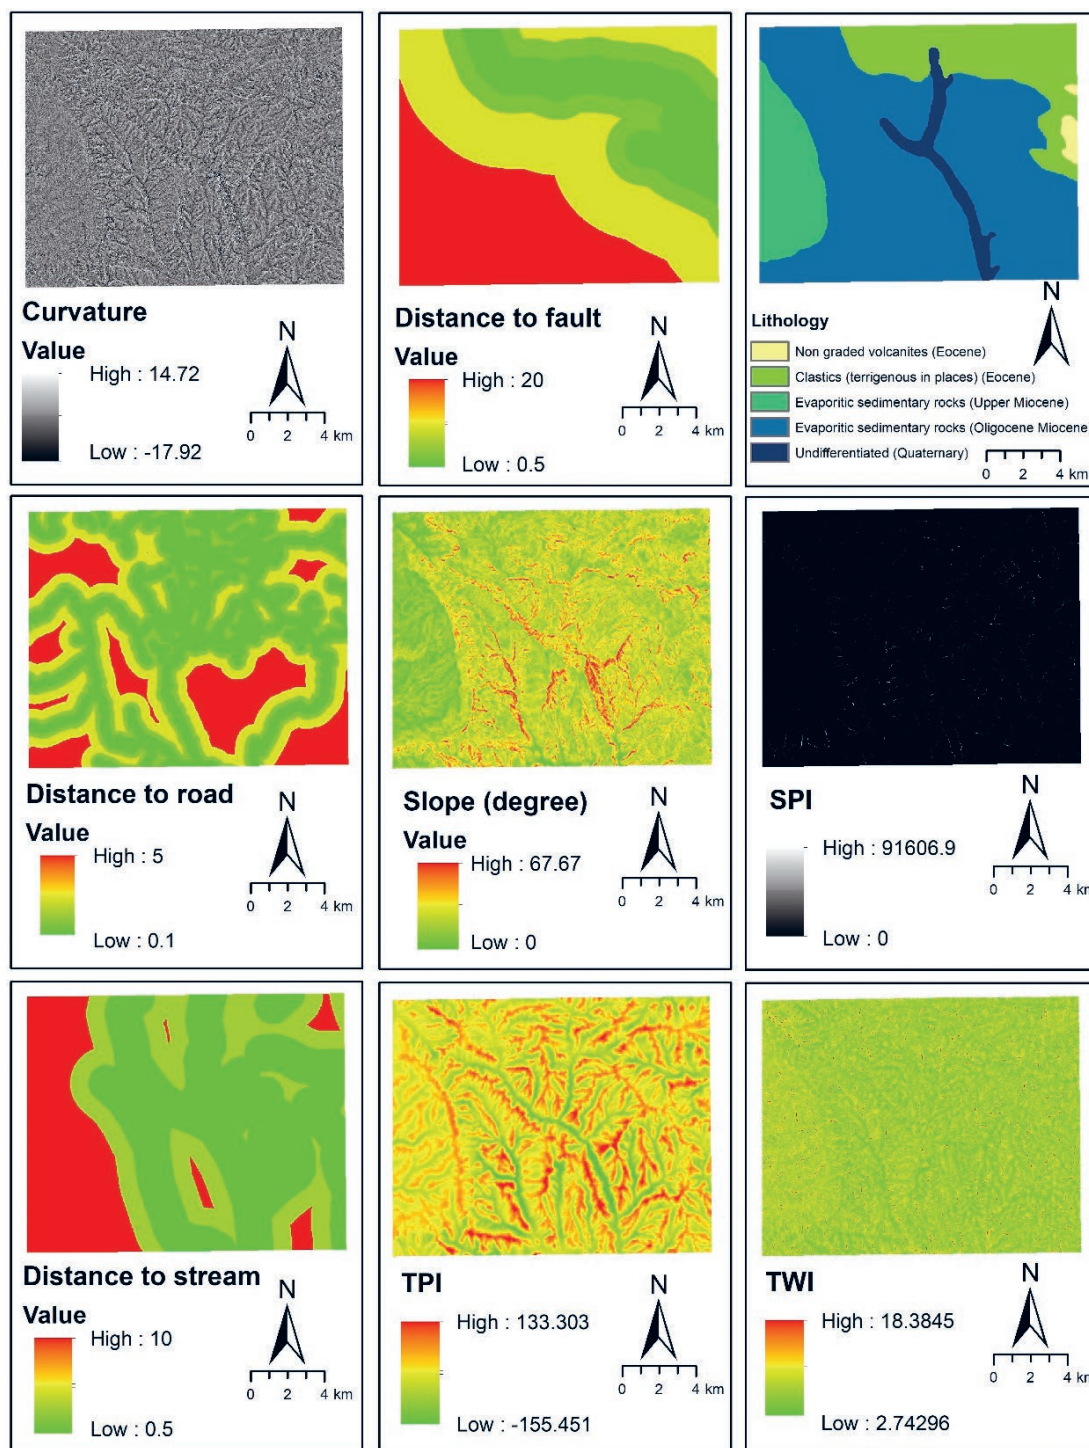 Curvature
Value
High : 14.72
Low : -17.92
N
0 2 4 km
Distance to fault
Value
High : 20
Low : 0.5
N
0 2 4 km
N
Lithology
Non graded volcanites (Eocene)
Clastics (terrigenous in places) (Eocene)
Evaporitic sedimentary rocks (Upper Miocene)
Evaporitic sedimentary rocks (Oligocene Miocene
Undifferentiated (Quaternary)
0 2 4 km
Distance to road
Value
High : 5
Low : 0.1
N
0 2 4 km
Slope (degree)
Value
High : 67.67
Low : 0
N
0 2 4 km
SPI
High : 91606.9
Low : 0
N
0 2 4 km
Distance to stream
Value
High : 10
Low : 0.5
N
0 2 4 km
TPI
High : 133.303
Low : -155.451
N
0 2 4 km
TWI
High : 18.3845
Low : 2.74296
N
0 2 4 km